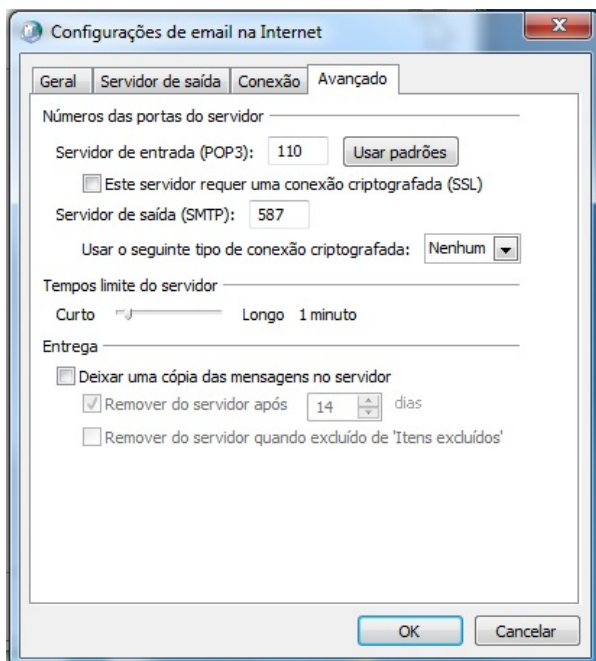 Configurações de email na Internet
Geral Servidor de saída Conexão Avançado
Números das portas do servidor
Servidor de entrada (POP3): 110 Usar padrões
Este servidor requer uma conexão criptografada (SSL)
Servidor de saída (SMTP): 587
Usar o seguinte tipo de conexão criptografada: Nenhum
Tempos limite do servidor
Curto Longo 1 minuto
Entrega
Deixar uma cópia das mensagens no servidor
Remover do servidor após 14 dias
Remover do servidor quando excluído de 'Itens excluídos'
OK Cancelar